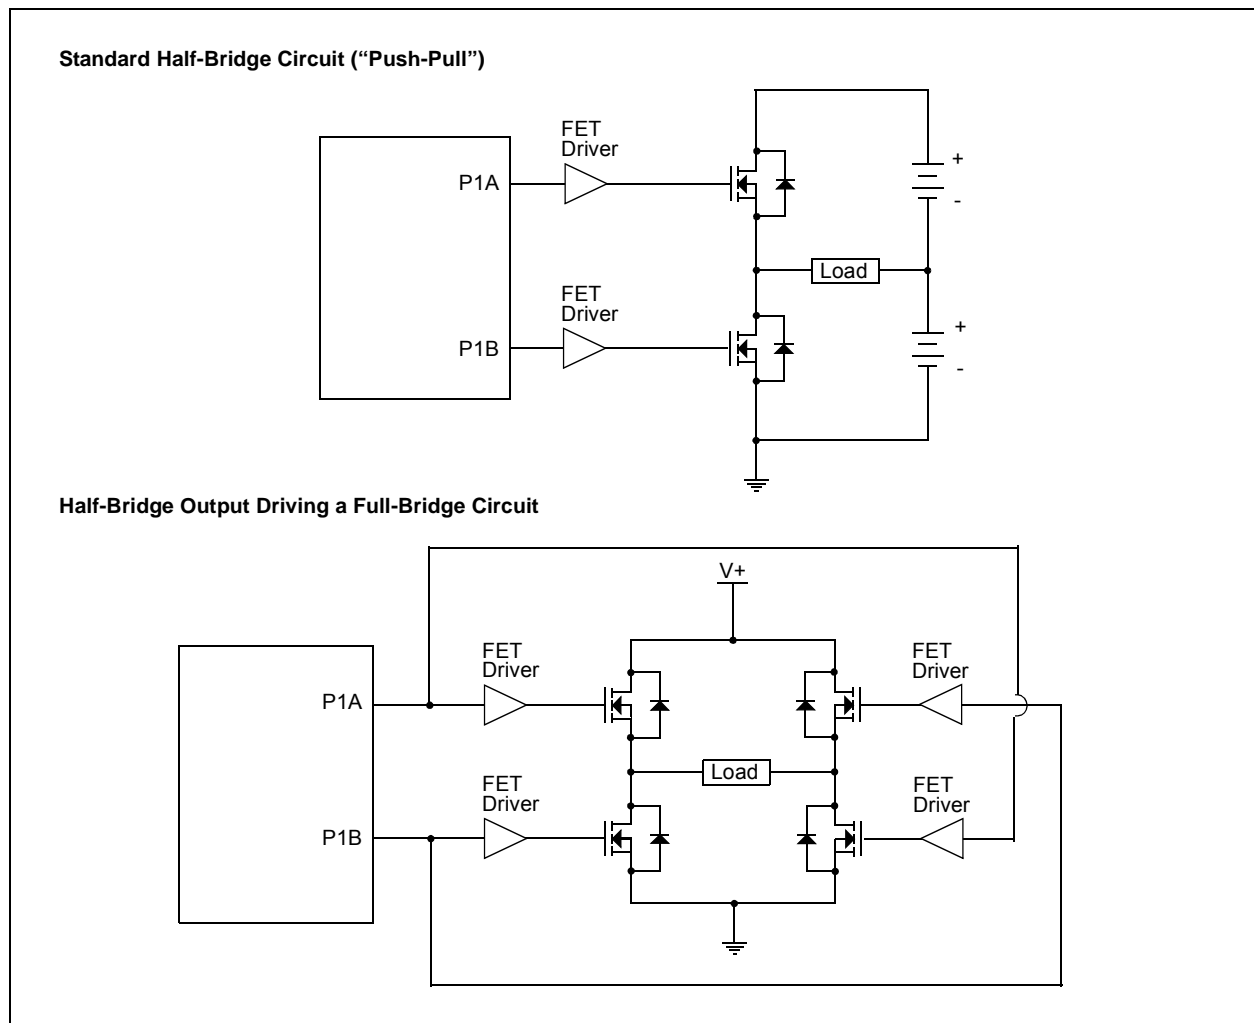 Standard Half-Bridge Circuit (“Push-Pull”)
FET
Driver
P1A
+
-
Load
FET
Driver
P1B
+
-
Half-Bridge Output Driving a Full-Bridge Circuit
V+
FET
Driver
FET
Driver
P1A
Load
FET
Driver
FET
Driver
P1B